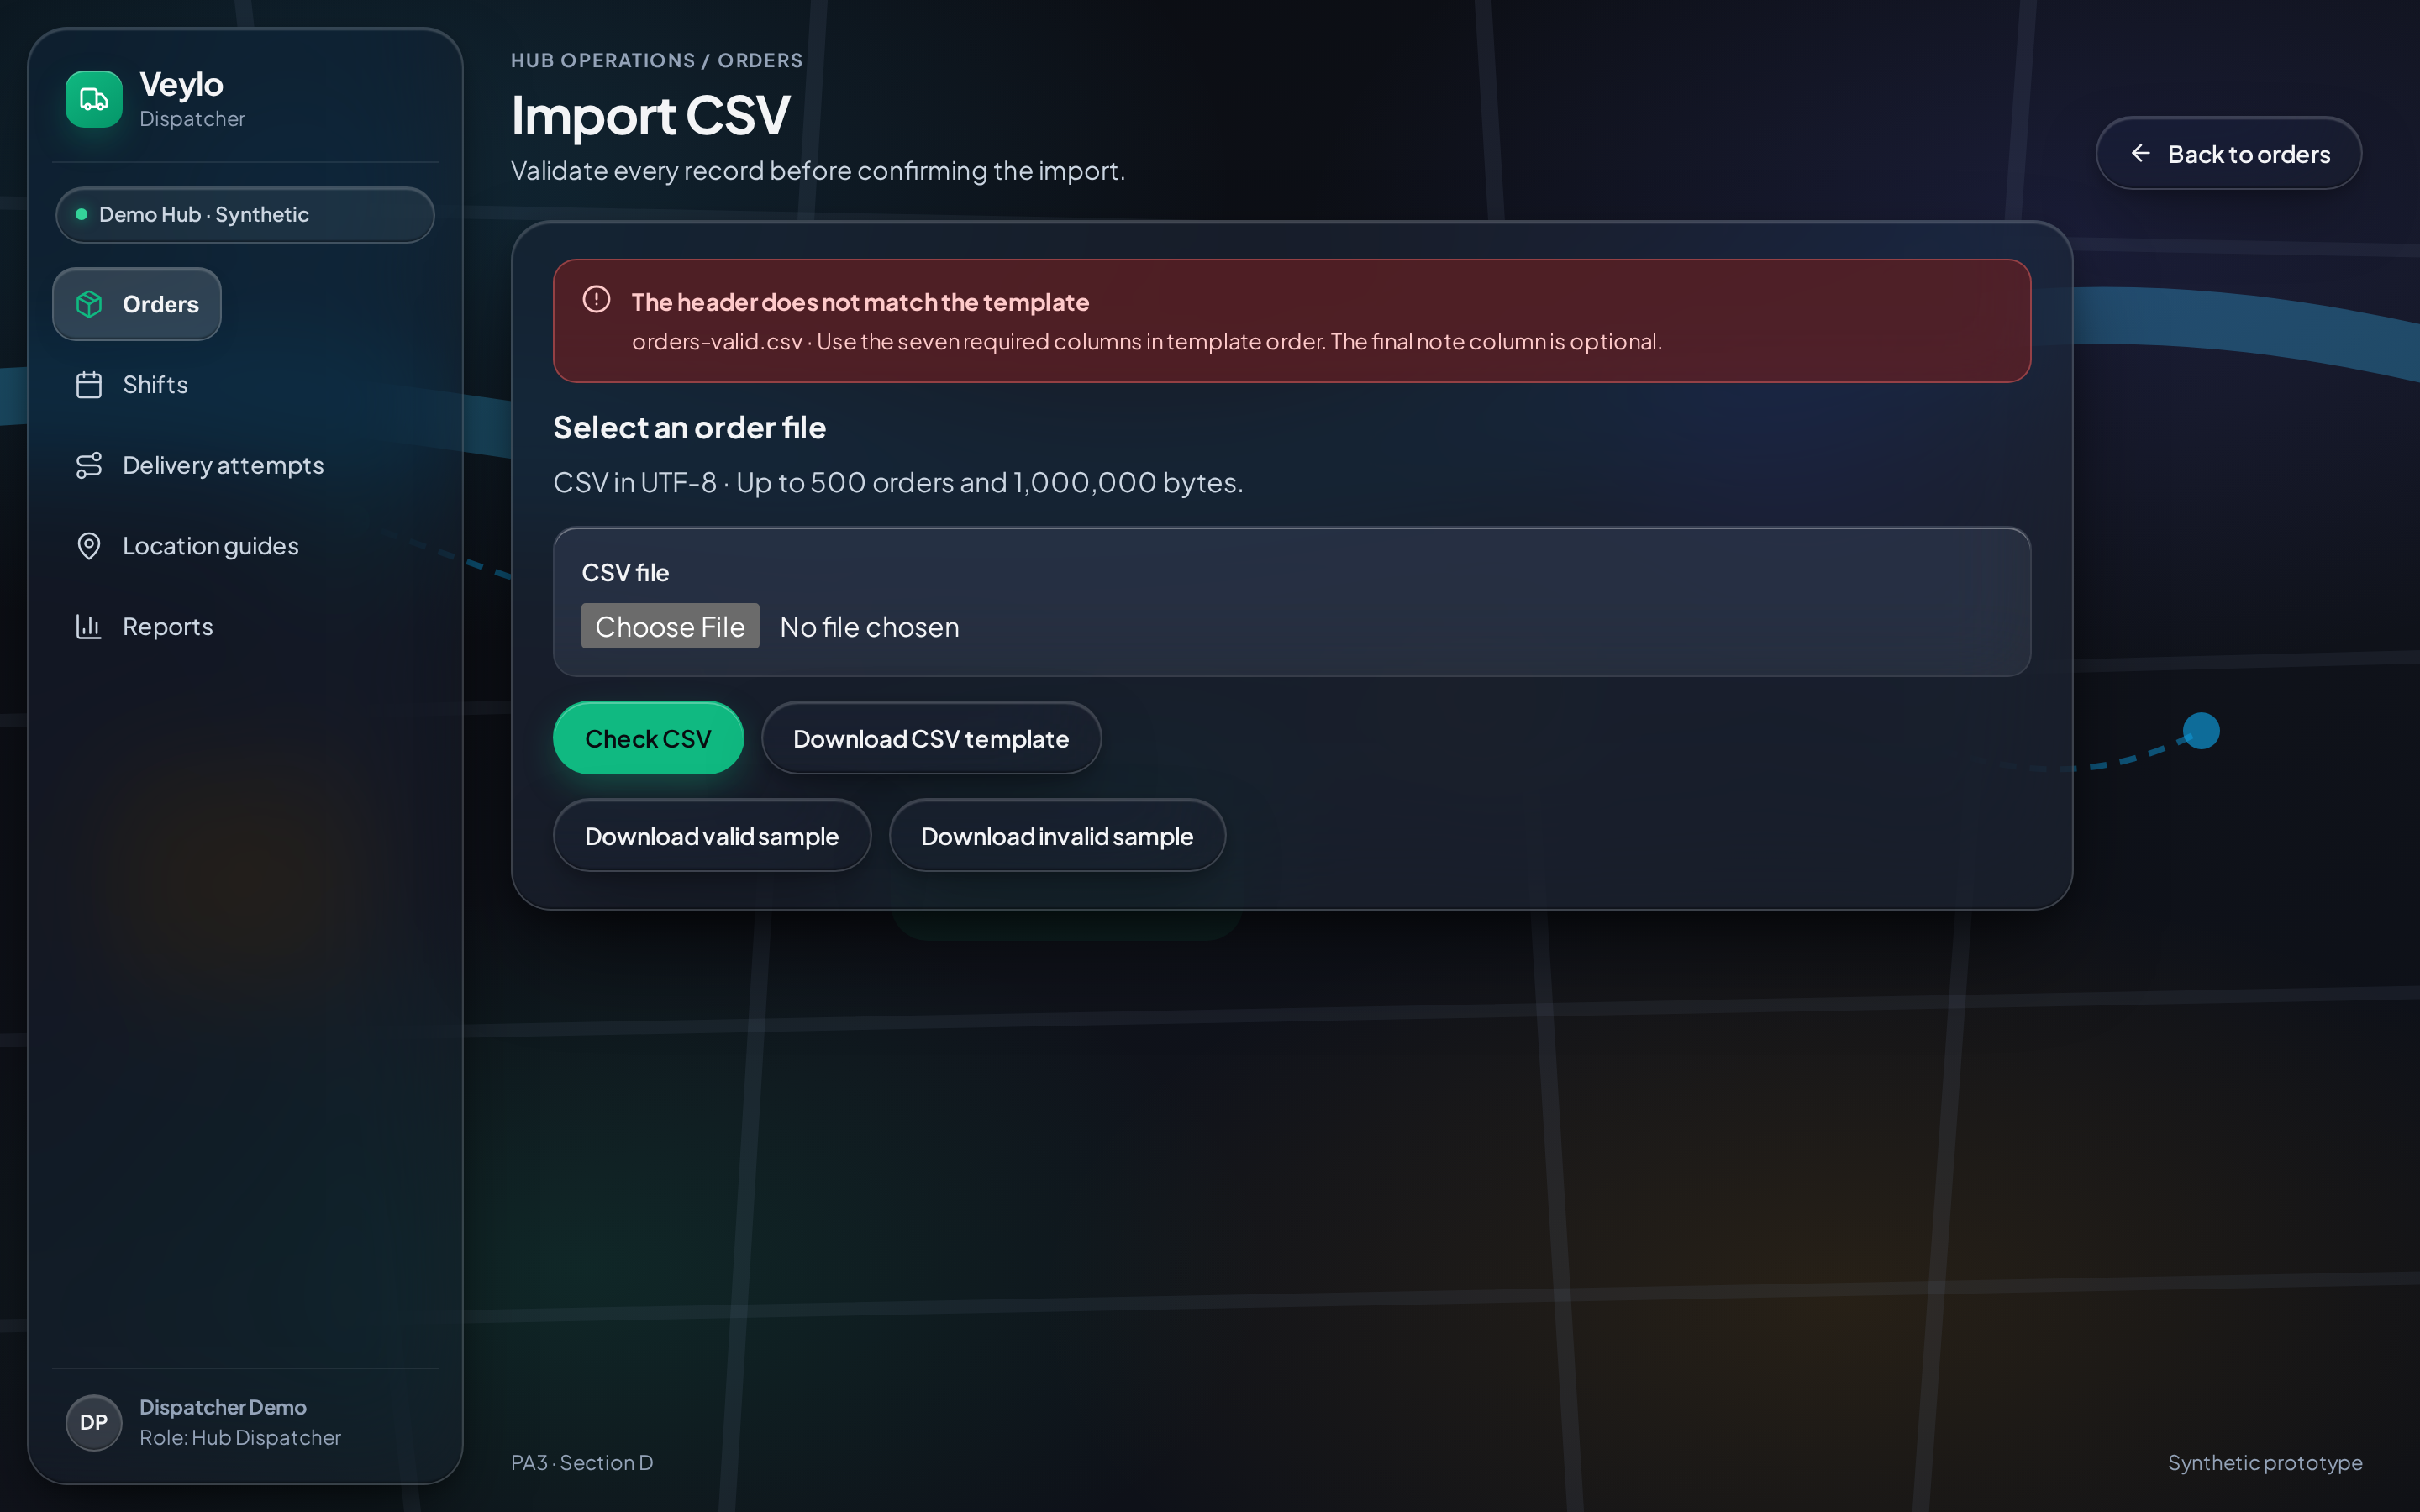 Veylo
Dispatcher
Demo Hub · Synthetic
Orders
Shifts
Delivery attempts
Location guides
Reports
Dispatcher Demo
DP
Role: Hub Dispatcher
HUB OPERATIONS / ORDERS
Import CSV
Validate every record before confirming the import.
Back to orders
The header does not match the template
orders-valid.csv · Use the seven required columns in template order. The final note column is optional.
Select an order file
CSV in UTF-8 · Up to 500 orders and 1,000,000 bytes.
CSV file
Choose File No file chosen
Check CSV
Download CSV template
Download valid sample
Download invalid sample
PA3 · Section D
Synthetic prototype